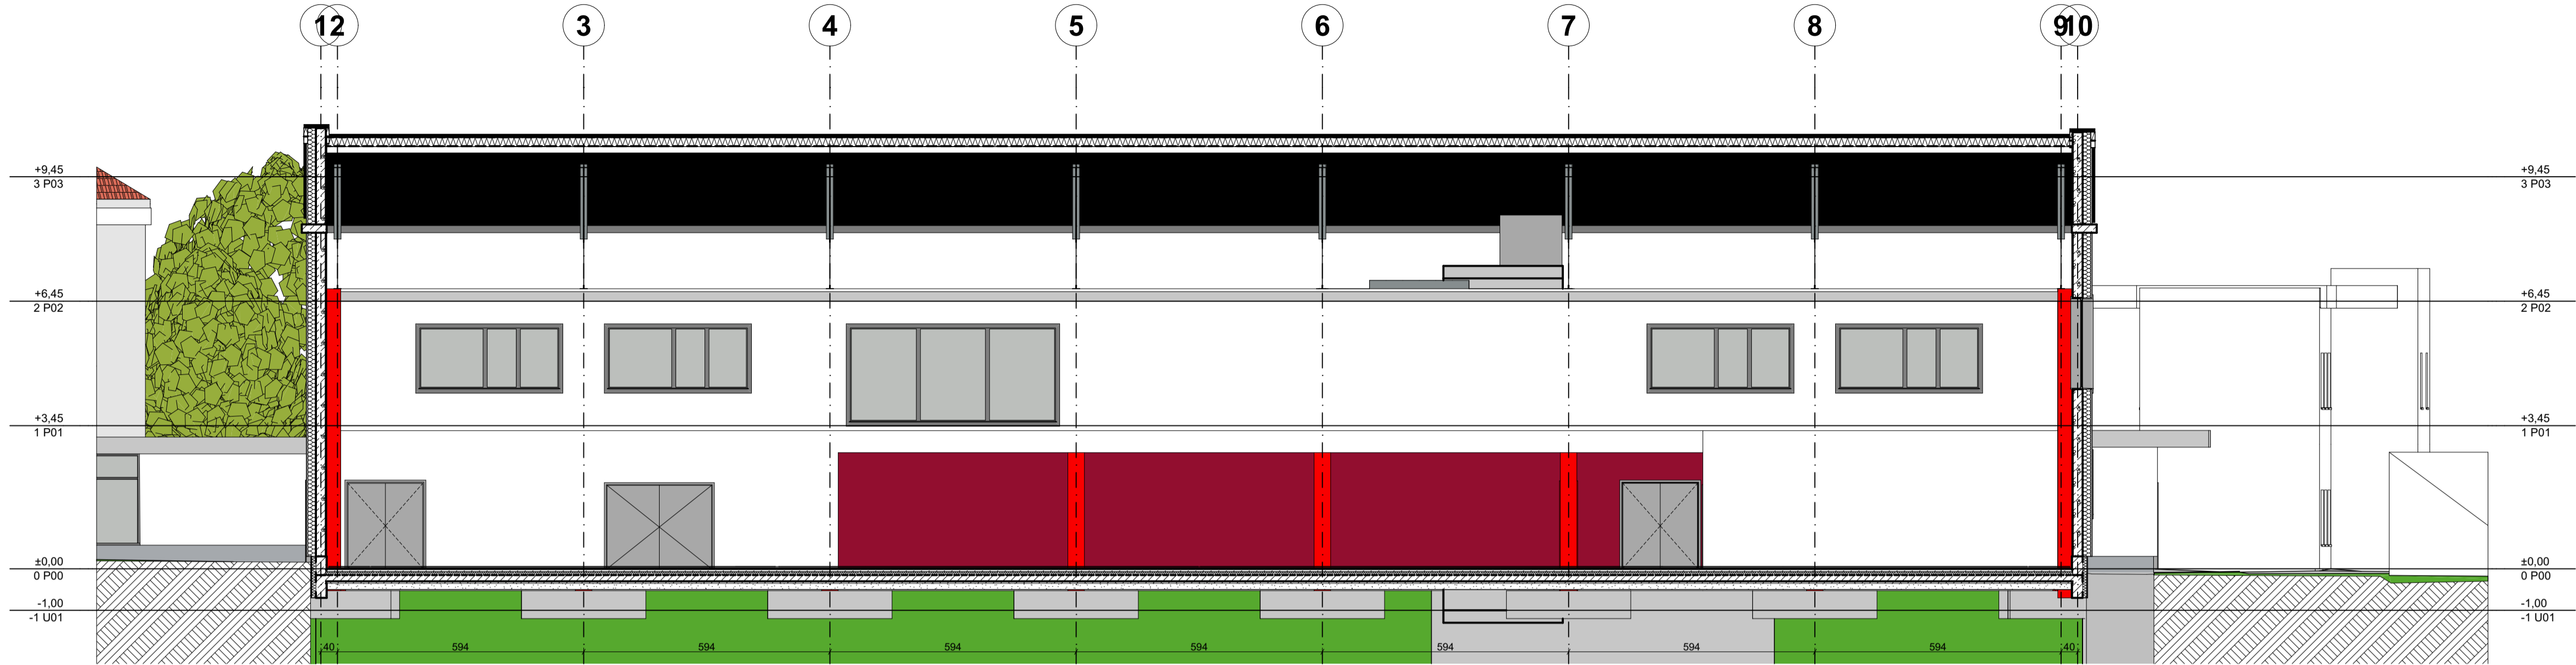 1 2 3 4 5 6 7 8 9 10
+9,45 +9,45
3 P03 3 P03
+6,45 +6,45
2 P02 2 P02
+3,45 +3,45
1 P01 1 P01
±0,00 ±0,00
0 P00 0 P00
-1,00 -1,00
-1 U01 -1 U01
40 594 594 594 594 594 594 594 40